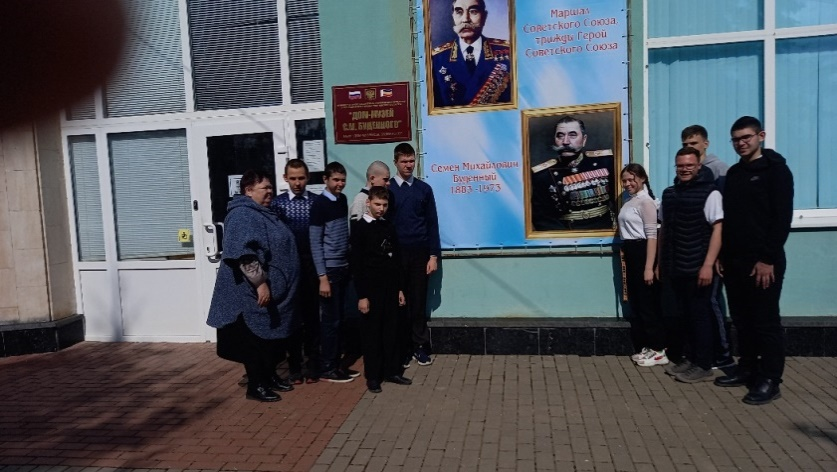 Маршал
Советского Союза,
трижды Герой
Советского Союза
"ДОМ-МУЗЕЙ
С.М. БУДЕННОГО"
Семен Михайлович
Буденный
1883-1973